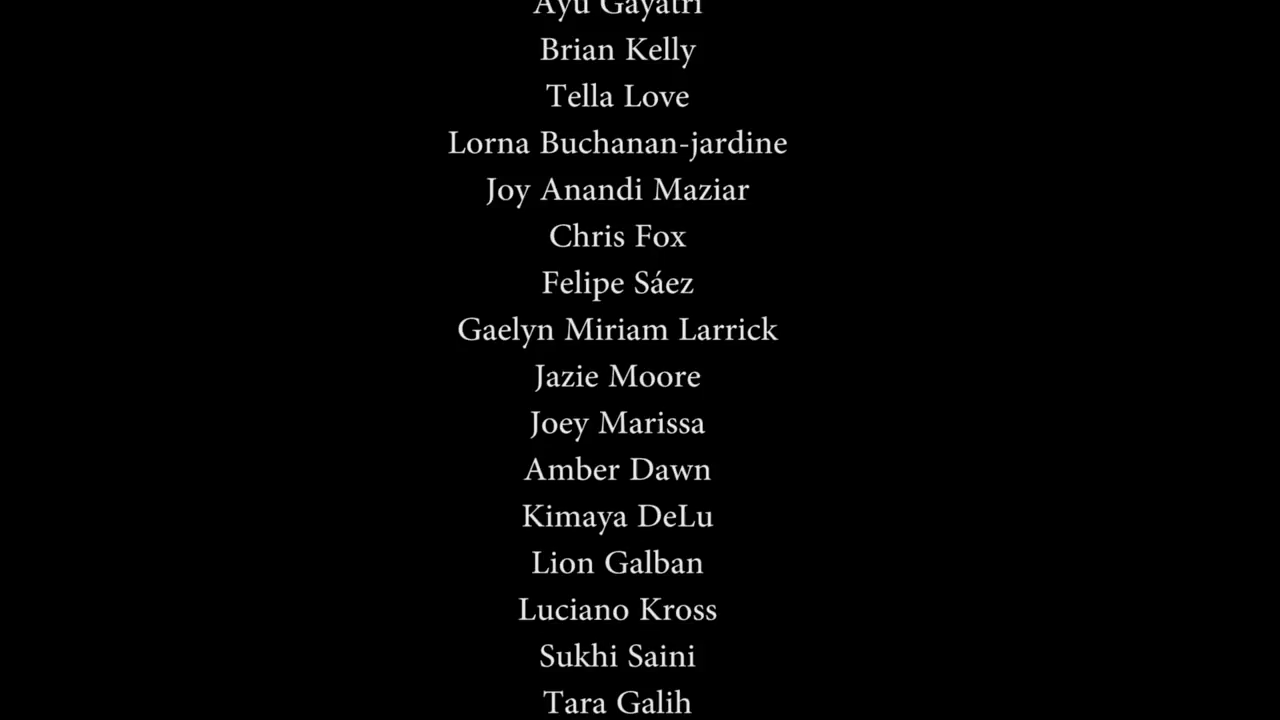 Ayu Gayatri
Brian Kelly
Tella Love
Lorna Buchanan-jardine
Joy Anandi Maziar
Chris Fox
Felipe Sáez
Gaelyn Miriam Larrick
Jazie Moore
Joey Marissa
Amber Dawn
Kimaya DeLu
Lion Galban
Luciano Kross
Sukhi Saini
Tara Galih